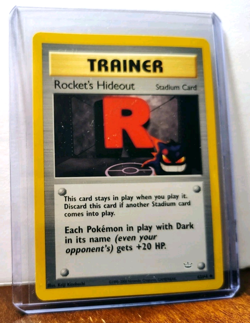 TRAINER
Rocket's Hideout Stadium Card
R
This card stays in play when you play it.
Discard this card if another Stadium card
comes into play.
Each Pokémon in play with Dark
in its name (even your
opponent's) gets +20 HP.